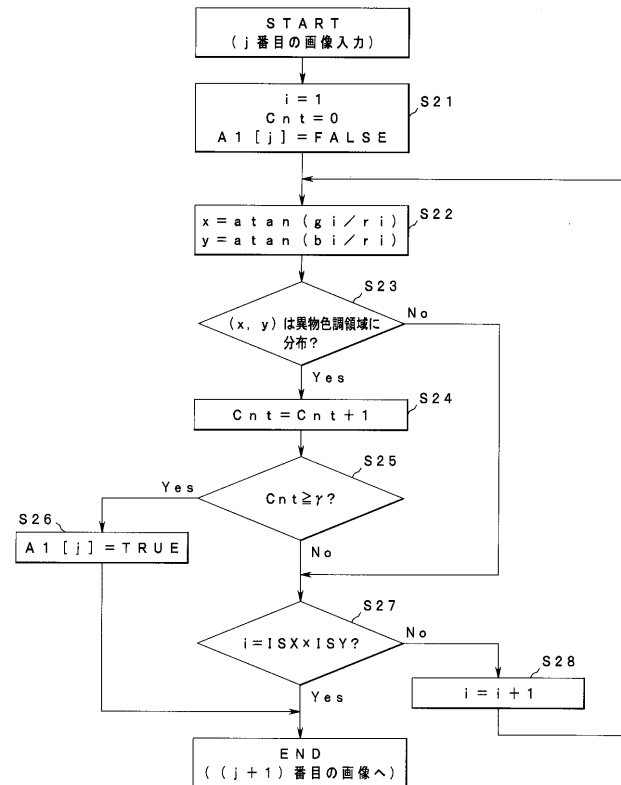 START
(j番目の画像入力)
i=1
Cnt=0
A1[j]=FALSE
S21
x=atan(gi/ri)
y=atan(bi/ri)
S22
S23
(x, y)は異物色調領域に
分布?
No
Yes
Cnt=Cnt+1
S24
S25
Cnt≧γ?
Yes
S26
A1[j]=TRUE
No
S27
i=ISX×ISY?
No
S28
i=i+1
Yes
END
((j+1)番目の画像へ)